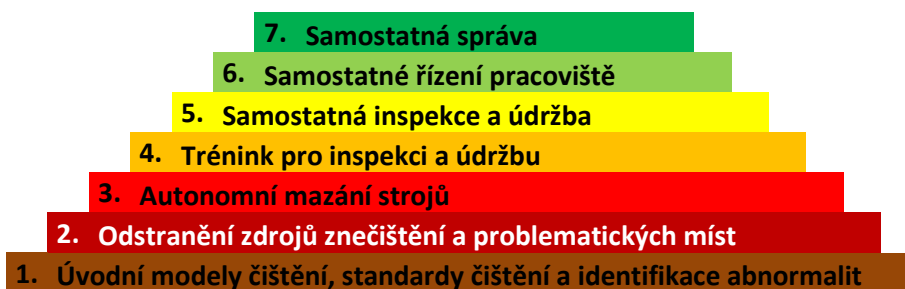 7. Samostatná správa
6. Samostatné řízení pracoviště
5. Samostatná inspekce a údržba
4. Trénink pro inspekci a údržbu
3. Autonomní mazání strojů
2. Odstranění zdrojů znečištění a problematických míst
1. Úvodní modely čištění, standardy čištění a identifikace abnormalit